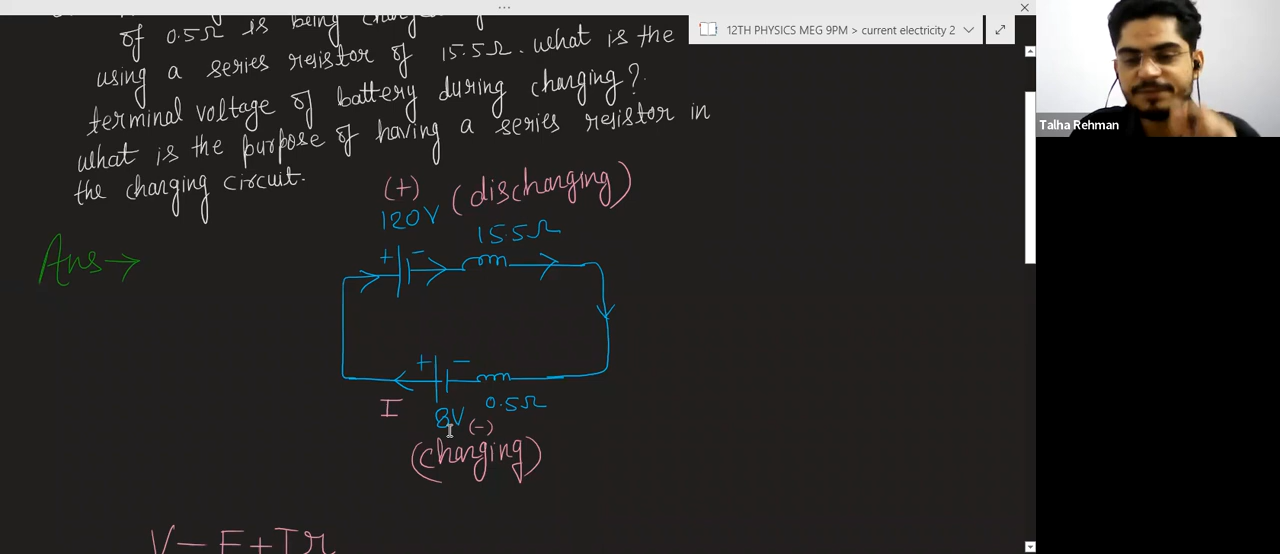 of 0.5Ω is being charged
using a series resistor of 15.5Ω. what is the
terminal voltage of battery during charging?
what is the purpose of having a series resistor in
the charging circuit.
12TH PHYSICS MEG 9PM > current electricity 2
Talha Rehman
(+) (discharging)
120V
15.5Ω
+ −
Ans →
+ −
I
8V
0.5Ω
(−)
(charging)
V = E + Ir